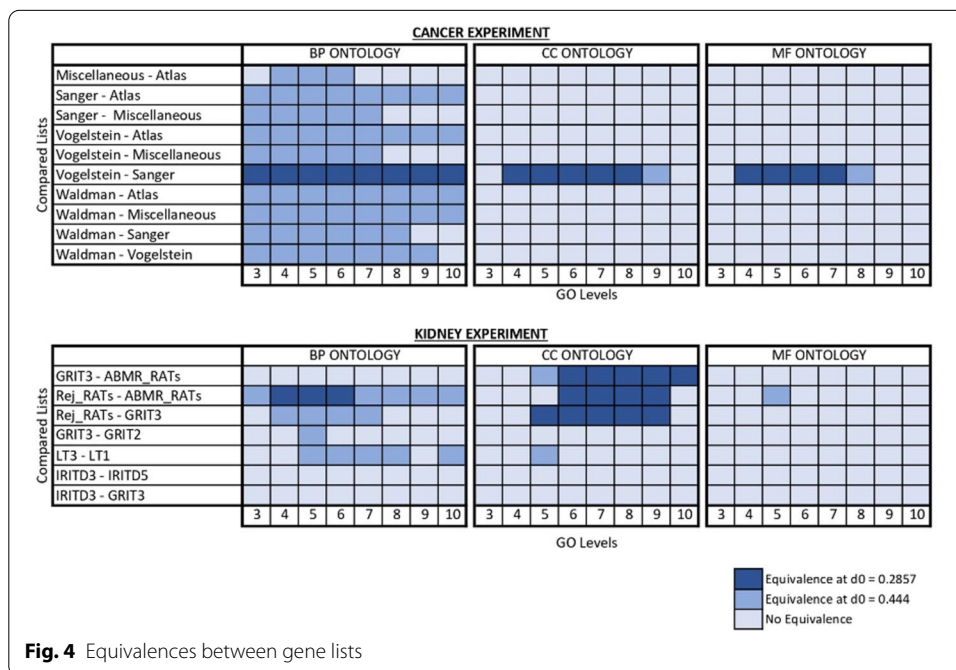 CANCER EXPERIMENT
BP ONTOLOGY CC ONTOLOGY MF ONTOLOGY
Compared Lists
Miscellaneous - Atlas
Sanger - Atlas
Sanger - Miscellaneous
Vogelstein - Atlas
Vogelstein - Miscellaneous
Vogelstein - Sanger
Waldman - Atlas
Waldman - Miscellaneous
Waldman - Sanger
Waldman - Vogelstein
3 4 5 6 7 8 9 10 3 4 5 6 7 8 9 10 3 4 5 6 7 8 9 10
GO Levels
KIDNEY EXPERIMENT
BP ONTOLOGY CC ONTOLOGY MF ONTOLOGY
Compared Lists
GRIT3 - ABMR_RATs
Rej_RATs - ABMR_RATs
Rej_RATs - GRIT3
GRIT3 - GRIT2
LT3 - LT1
IRITD3 - IRITD5
IRITD3 - GRIT3
3 4 5 6 7 8 9 10 3 4 5 6 7 8 9 10 3 4 5 6 7 8 9 10
GO Levels
Equivalence at d0 = 0.2857
Equivalence at d0 = 0.444
No Equivalence
Fig. 4 Equivalences between gene lists